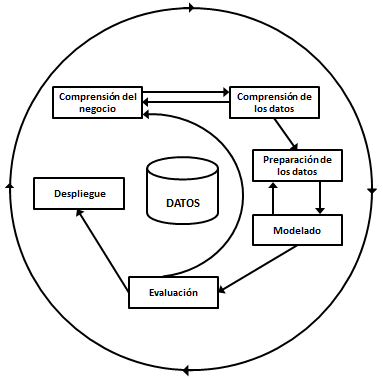 Comprensión del
negocio
Comprensión de
los datos
Preparación de
los datos
Despliegue
DATOS
Modelado
Evaluación